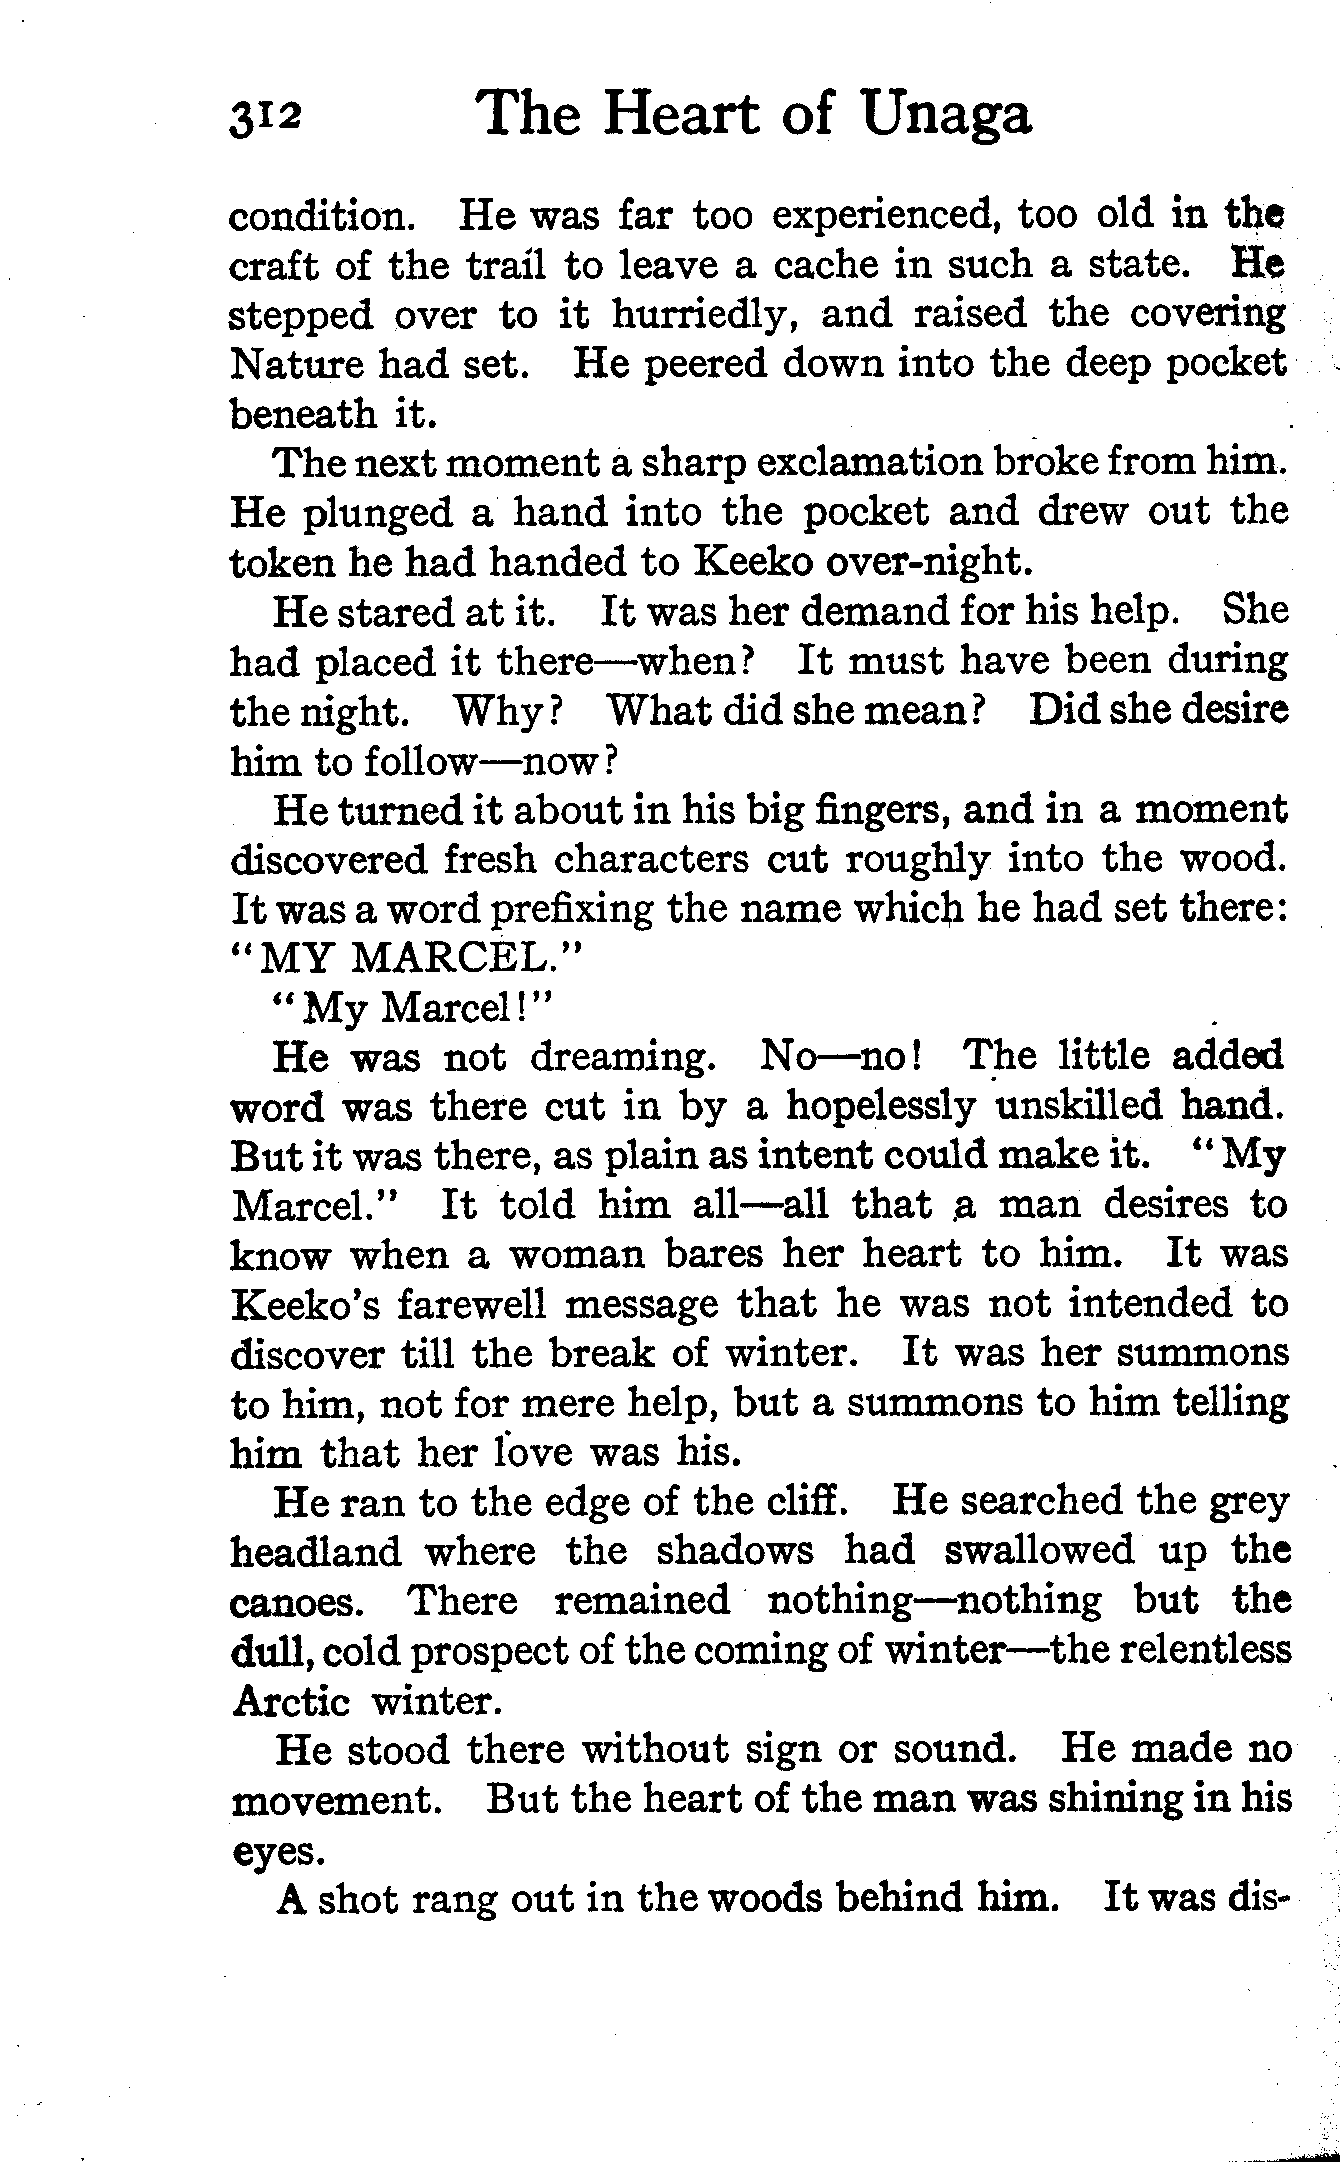 312 The Heart of Unaga
condition. He was far too experienced, too old in the
craft of the trail to leave a cache in such a state. He
stepped over to it hurriedly, and raised the covering
Nature had set. He peered down into the deep pocket
beneath it.
The next moment a sharp exclamation broke from him.
He plunged a hand into the pocket and drew out the
token he had handed to Keeko over-night.
He stared at it. It was her demand for his help. She
had placed it there—when? It must have been during
the night. Why? What did she mean? Did she desire
him to follow—now?
He turned it about in his big fingers, and in a moment
discovered fresh characters cut roughly into the wood.
It was a word prefixing the name which he had set there:
“MY MARCEL.”
“My Marcel!”
He was not dreaming. No—no! The little added
word was there cut in by a hopelessly unskilled hand.
But it was there, as plain as intent could make it. “My
Marcel.” It told him all—all that a man desires to
know when a woman bares her heart to him. It was
Keeko’s farewell message that he was not intended to
discover till the break of winter. It was her summons
to him, not for mere help, but a summons to him telling
him that her love was his.
He ran to the edge of the cliff. He searched the grey
headland where the shadows had swallowed up the
canoes. There remained nothing—nothing but the
dull, cold prospect of the coming of winter—the relentless
Arctic winter.
He stood there without sign or sound. He made no
movement. But the heart of the man was shining in his
eyes.
A shot rang out in the woods behind him. It was dis-